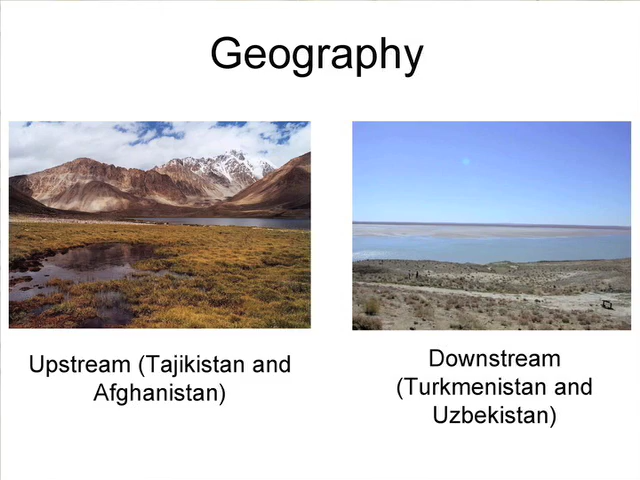 Geography
Upstream (Tajikistan and
Afghanistan)
Downstream
(Turkmenistan and
Uzbekistan)